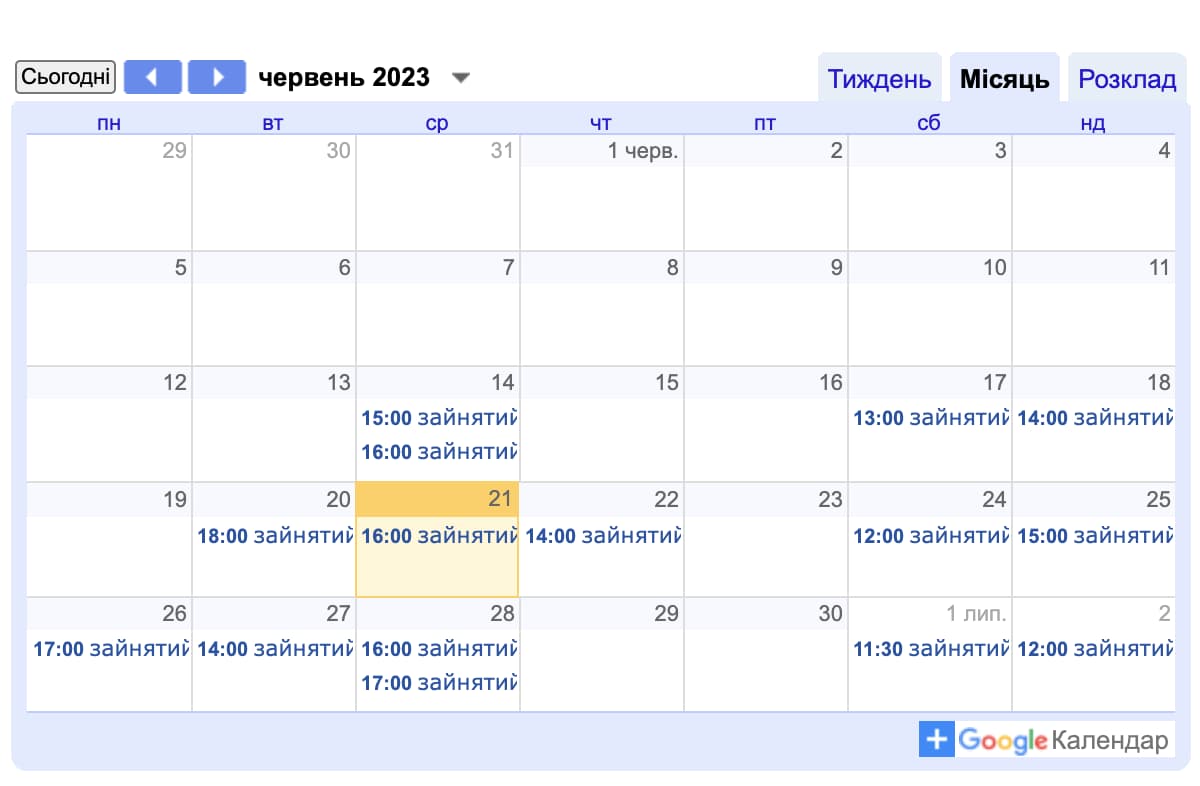 Сьогодні червень 2023 Тиждень Місяць Розклад
пн вт ср чт пт сб нд
29 30 31 1 черв. 2 3 4
5 6 7 8 9 10 11
12 13 14 15 16 17 18
15:00 зайнятий 13:00 зайнятий 14:00 зайнятий
16:00 зайнятий
19 20 21 22 23 24 25
18:00 зайнятий 16:00 зайнятий 14:00 зайнятий 12:00 зайнятий 15:00 зайнятий
26 27 28 29 30 1 лип. 2
17:00 зайнятий 14:00 зайнятий 16:00 зайнятий 11:30 зайнятий 12:00 зайнятий
17:00 зайнятий
Google Календар